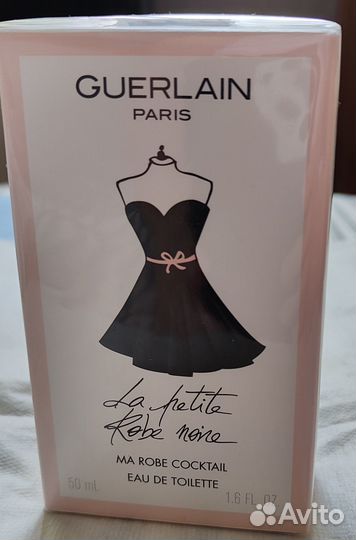 GUERLAIN
PARIS
La petite
Robe noire
MA ROBE COCKTAIL
EAU DE TOILETTE
50 mL 1.6 FL. OZ.
Avito